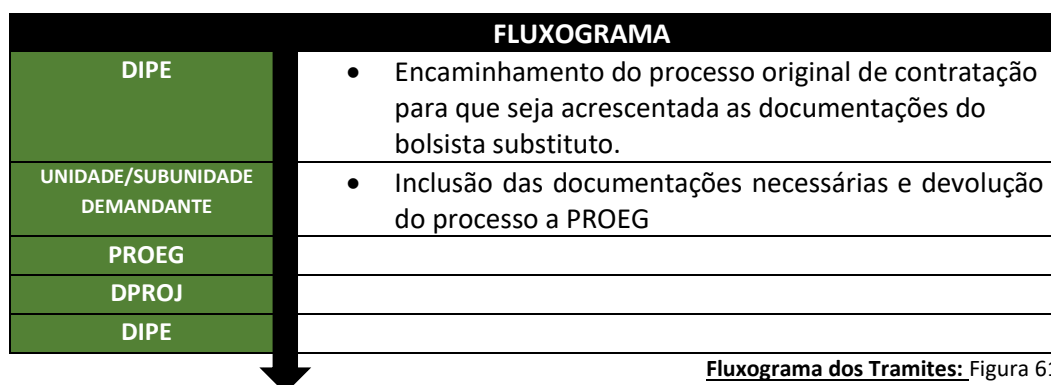 FLUXOGRAMA
DIPE
• Encaminhamento do processo original de contratação
para que seja acrescentada as documentações do
bolsista substituto.
UNIDADE/SUBUNIDADE
DEMANDANTE
• Inclusão das documentações necessárias e devolução
do processo a PROEG
PROEG
DPROJ
DIPE
Fluxograma dos Tramites: Figura 61